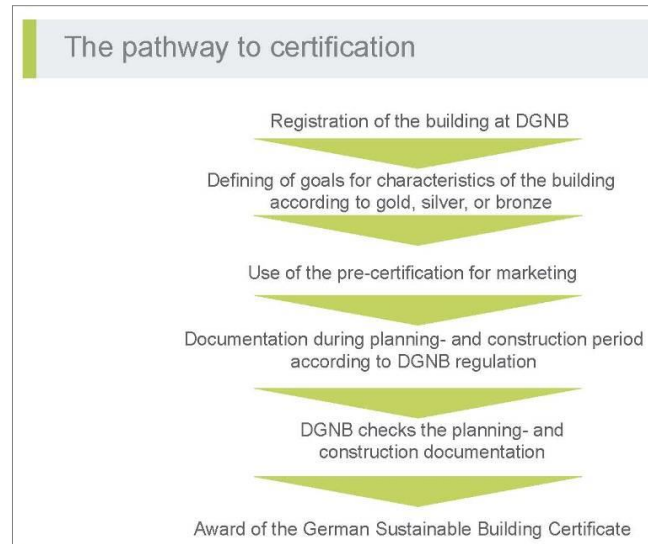 The pathway to certification
Registration of the building at DGNB
Defining of goals for characteristics of the building
according to gold, silver, or bronze
Use of the pre-certification for marketing
Documentation during planning- and construction period
according to DGNB regulation
DGNB checks the planning- and
construction documentation
Award of the German Sustainable Building Certificate